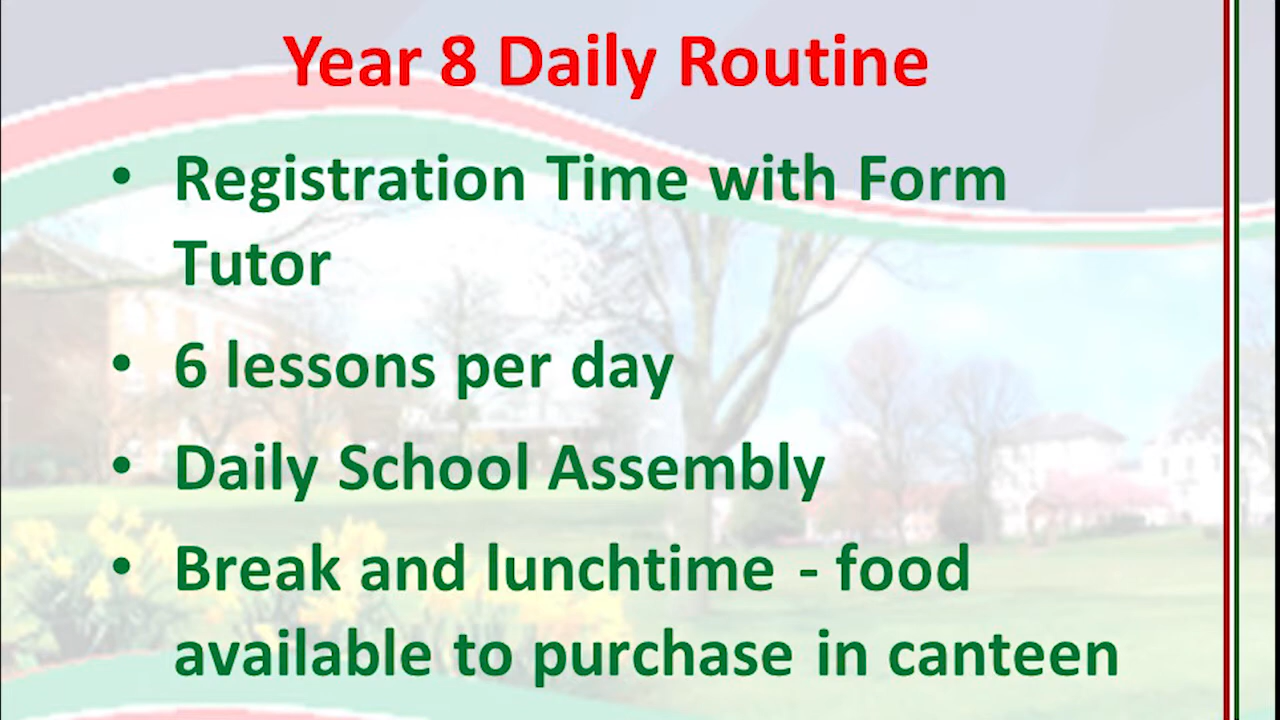 Year 8 Daily Routine
• Registration Time with Form
Tutor
• 6 lessons per day
• Daily School Assembly
• Break and lunchtime - food
available to purchase in canteen